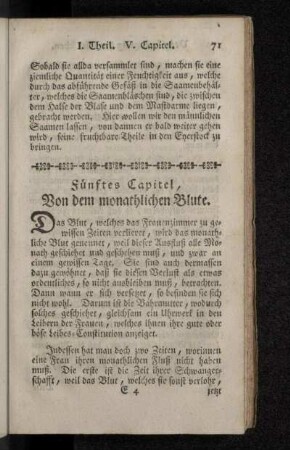 I. Theil. V. Capitel. 71
Sobald sie allda versammlet sind, machen sie eine
ziemliche Quantität einer Feuchtigkeit aus, welche
durch das abführende Gefäß in die Saamenbehäl-
ter, welches die Saamenbläschen sind, die zwischen
dem Halse der Blase und dem Mastdarme liegen,
gebracht werden. Hier wollen wir den männlichen
Saamen lassen, von dannen er bald weiter gehen
wird, seine fruchtbare Theile in den Eyerstock zu
bringen.
Fünftes Capitel,
Von dem monathlichen Blute.
Das Blut, welches das Frauenzimmer zu ge-
wissen Zeiten verlieret, wird das monath-
liche Blut genennet, weil dieser Ausfluß alle Mo-
nath geschiehet und geschehen muß, und zwar an
einem gewissen Tage. Sie sind auch dermassen
dazu gewöhnet, daß sie diesen Verlust als etwas
ordentliches, so nicht ausbleiben muß, betrachten.
Dann wann er sich versetzet, so befinden sie sich
nicht wohl. Darum ist die Bährmutter, wodurch
solches geschiehet, gleichsam ein Uhrwerk in den
Leibern der Frauen, welches ihnen ihre gute oder
böse Leibes-Constitution anzeiget.
Indessen hat man doch zwo Zeiten, worinnen
eine Frau ihren monathlichen Fluß nicht haben
muß. Die erste ist die Zeit ihrer Schwanger-
schafft, weil das Blut, welches sie sonst verlohr,
E 4 jetzt